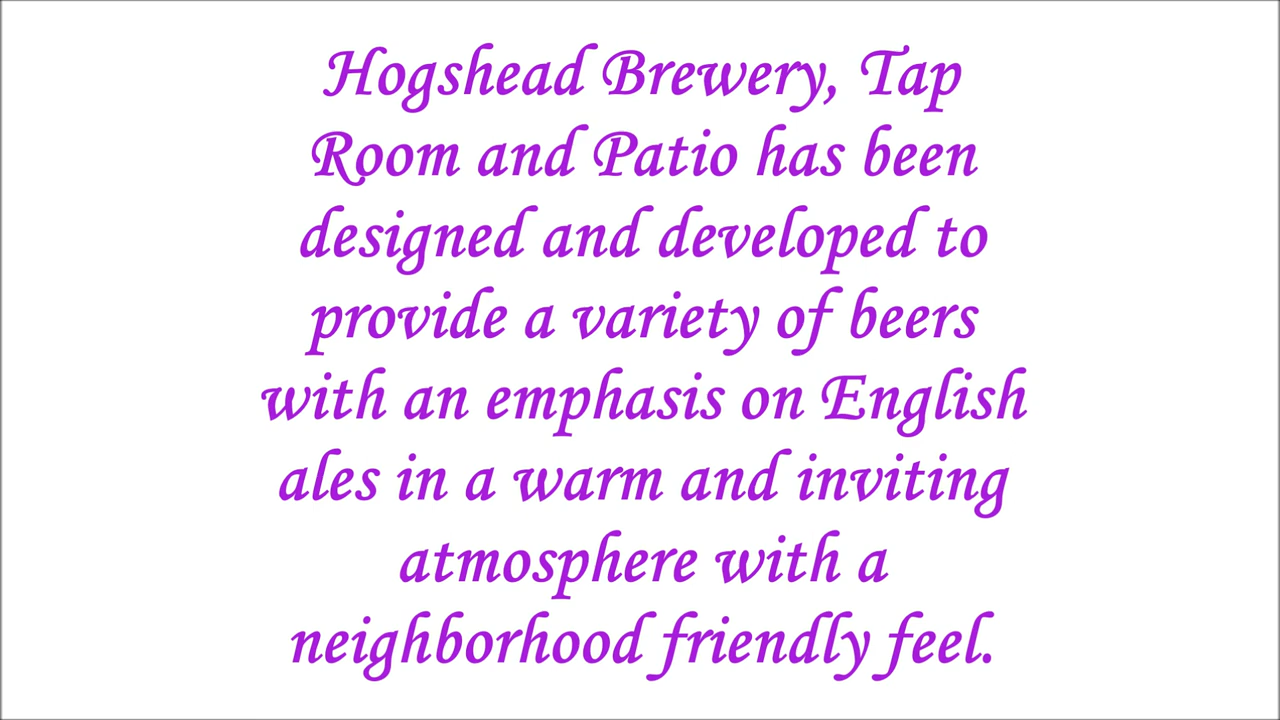 Hogshead Brewery, Tap
Room and Patio has been
designed and developed to
provide a variety of beers
with an emphasis on English
ales in a warm and inviting
atmosphere with a
neighborhood friendly feel.